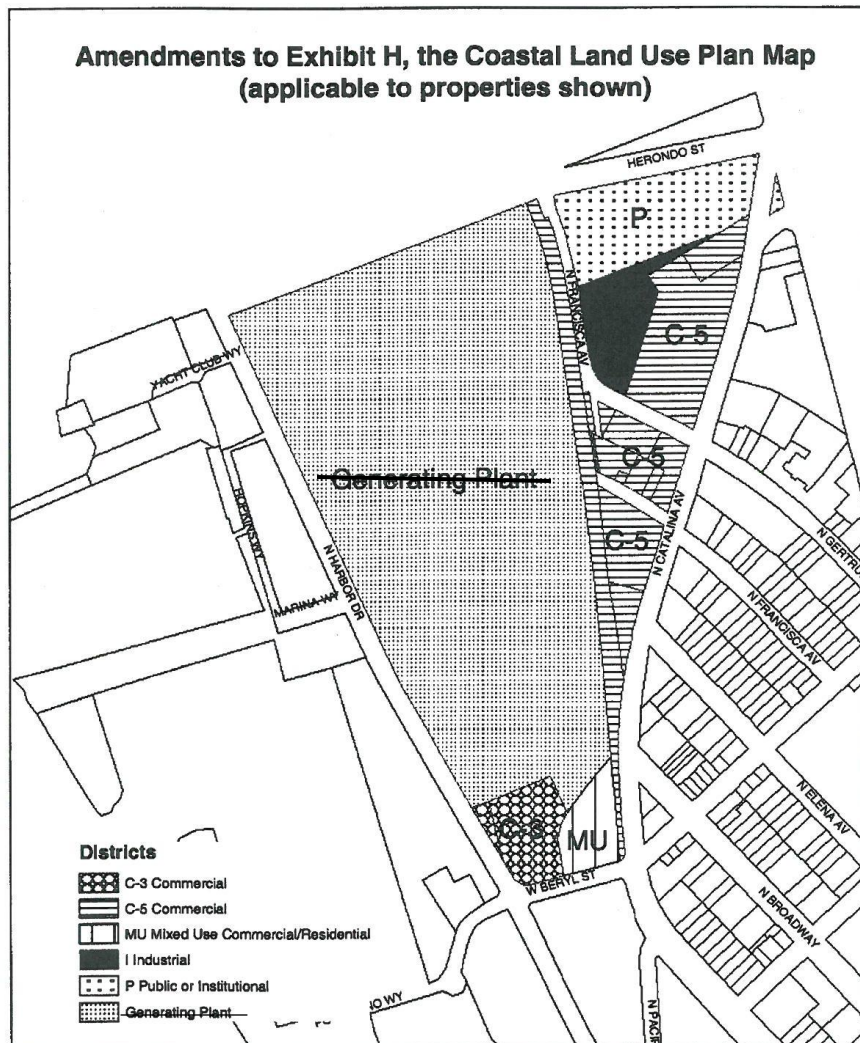 Amendments to Exhibit H, the Coastal Land Use Plan Map
(applicable to properties shown)
HERONDO ST
P
N FRANCISCA AV
C-5
YACHT CLUB WY
Generating Plant
C-5
HOPKINS WY
N HARBOR DR
C-5
N CATALINA AV
N GERTRU
MARINA WY
N FRANCISCA AV
C-3
MU
N ELENA AV
W BERYL ST
N BROADWAY
Districts
C-3 Commercial
C-5 Commercial
MU Mixed Use Commercial/Residential
I Industrial
P Public or Institutional
Generating Plant
NO WY
N PACIF